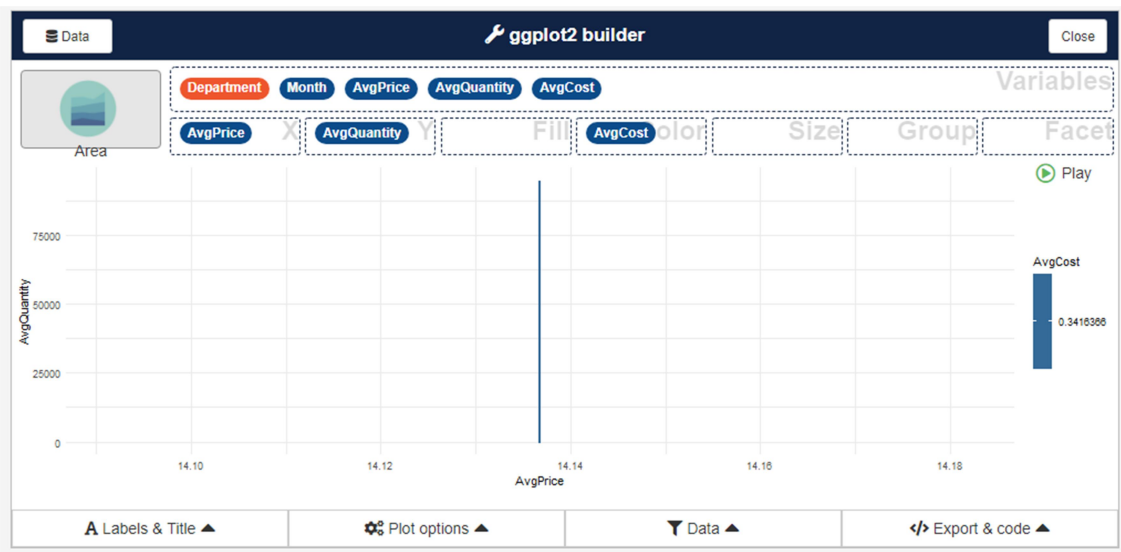 Data
ggplot2 builder
Close
Area
Department Month AvgPrice AvgQuantity AvgCost Variables
AvgPrice X AvgQuantity Y Fill AvgCost olor Size Group Facet
Play
AvgQuantity
75000
50000
25000
0
14.10 14.12 14.14 14.16 14.18
AvgPrice
AvgCost
0.3416366
A Labels & Title
Plot options
Data
</> Export & code